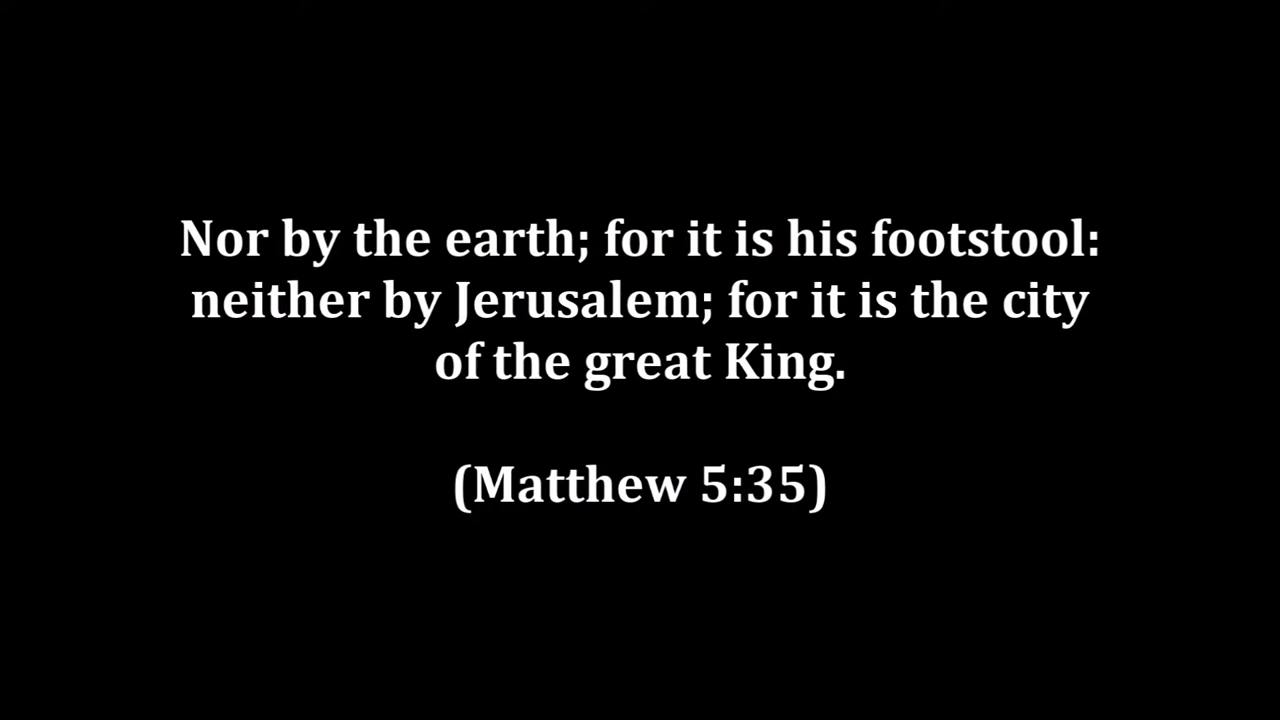 Nor by the earth; for it is his footstool:
neither by Jerusalem; for it is the city
of the great King.
(Matthew 5:35)